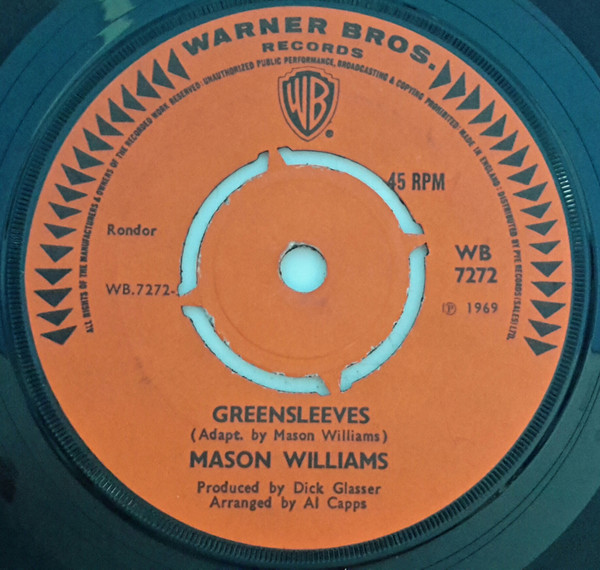 WARNER BROS.
RECORDS
ALL RIGHTS OF THE MANUFACTURERS & OWNERS OF THE RECORDED WORK RESERVED: UNAUTHORIZED PUBLIC PERFORMANCE, BROADCASTING & COPYING PROHIBITED: MADE IN ENGLAND: DISTRIBUTED BY PYE RECORDS (SALES) LTD.
WB
®
45 RPM
Rondor
WB
7272
WB.7272-
℗ 1969
GREENSLEEVES
(Adapt. by Mason Williams)
MASON WILLIAMS
Produced by Dick Glasser
Arranged by Al Capps